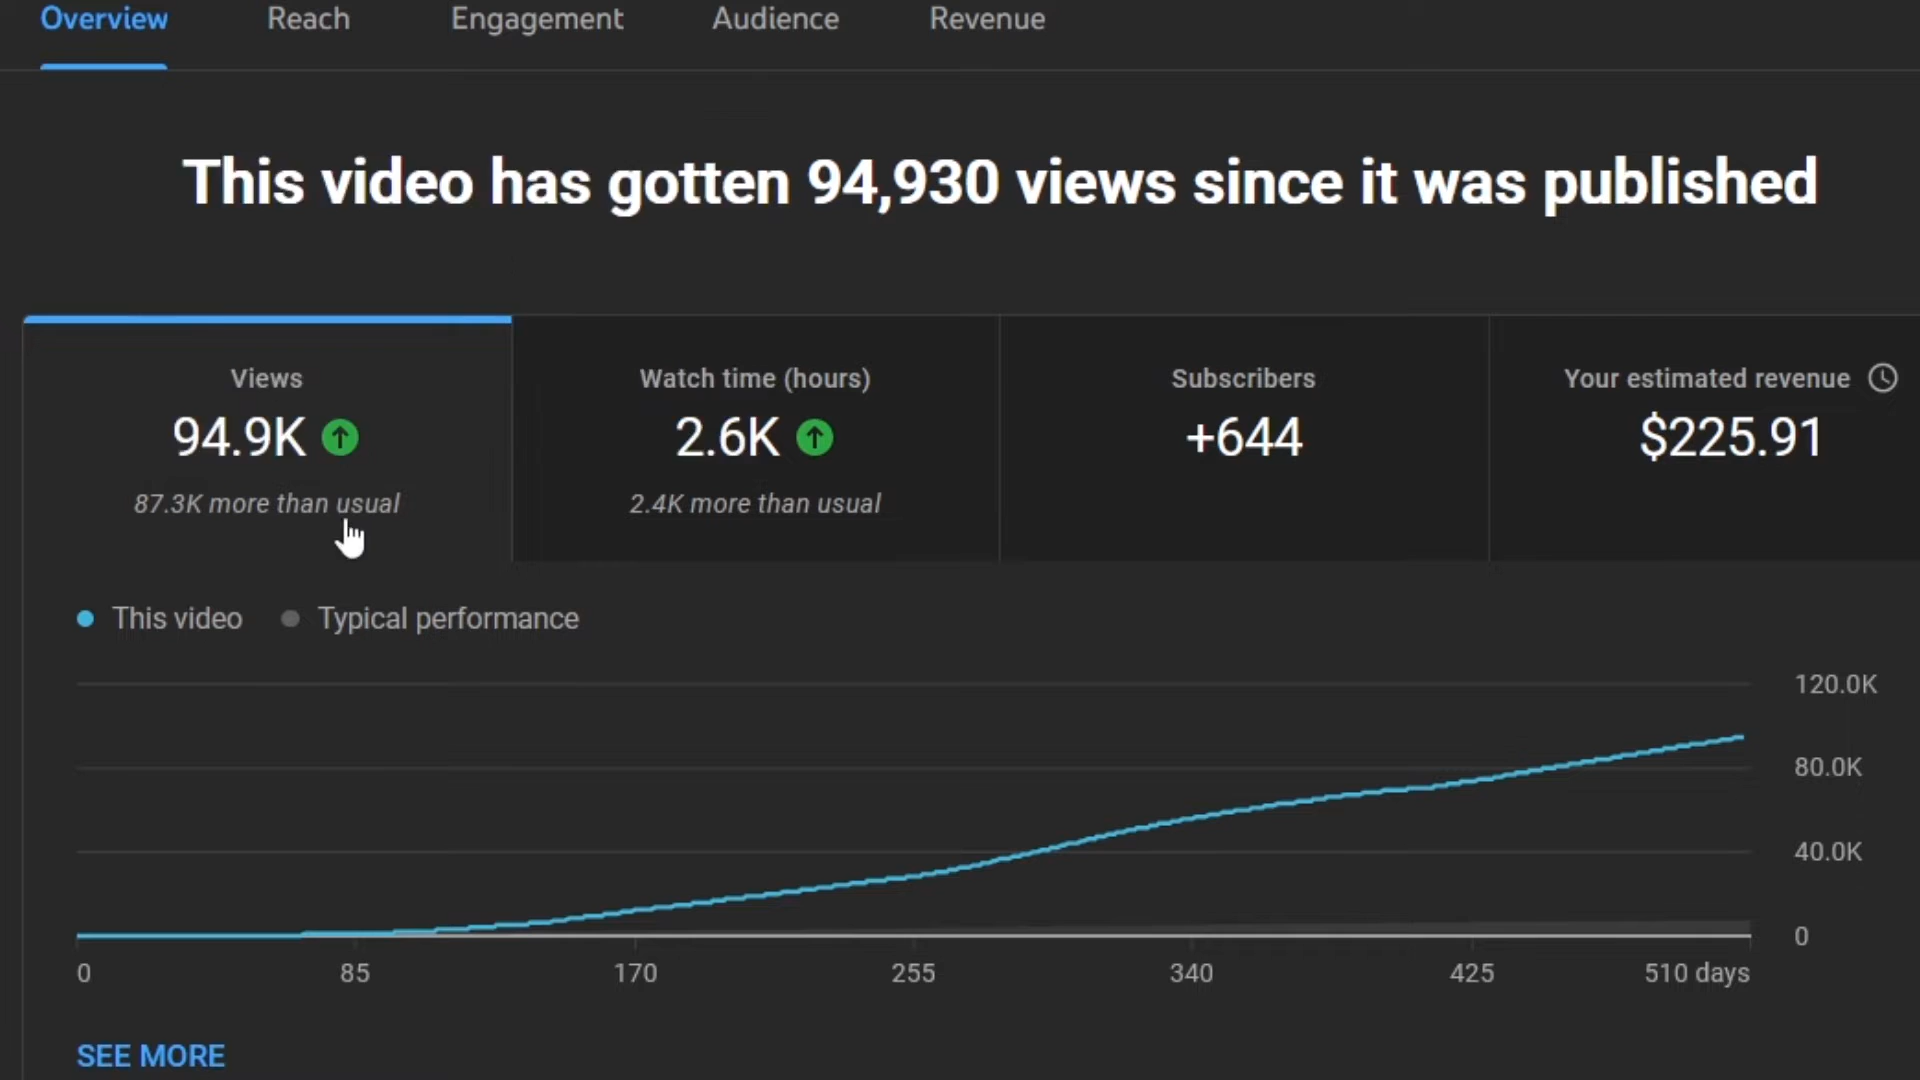 Overview Reach Engagement Audience Revenue
This video has gotten 94,930 views since it was published
Views Watch time (hours) Subscribers Your estimated revenue
94.9K 2.6K +644 $225.91
87.3K more than usual 2.4K more than usual
This video Typical performance
120.0K
80.0K
40.0K
0
0 85 170 255 340 425 510 days
SEE MORE